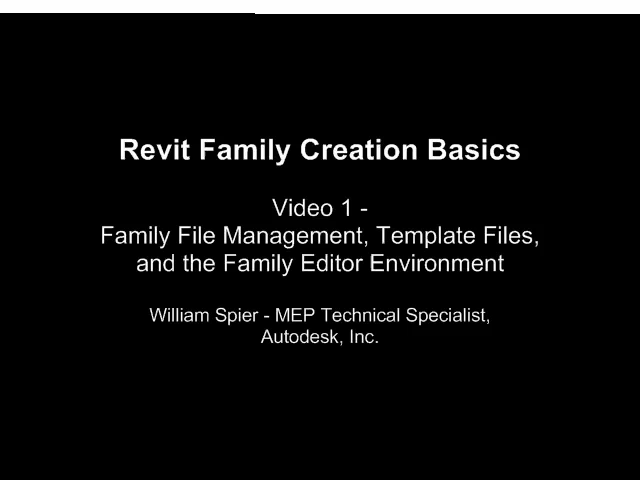 Revit Family Creation Basics
Video 1 -
Family File Management, Template Files,
and the Family Editor Environment
William Spier - MEP Technical Specialist,
Autodesk, Inc.